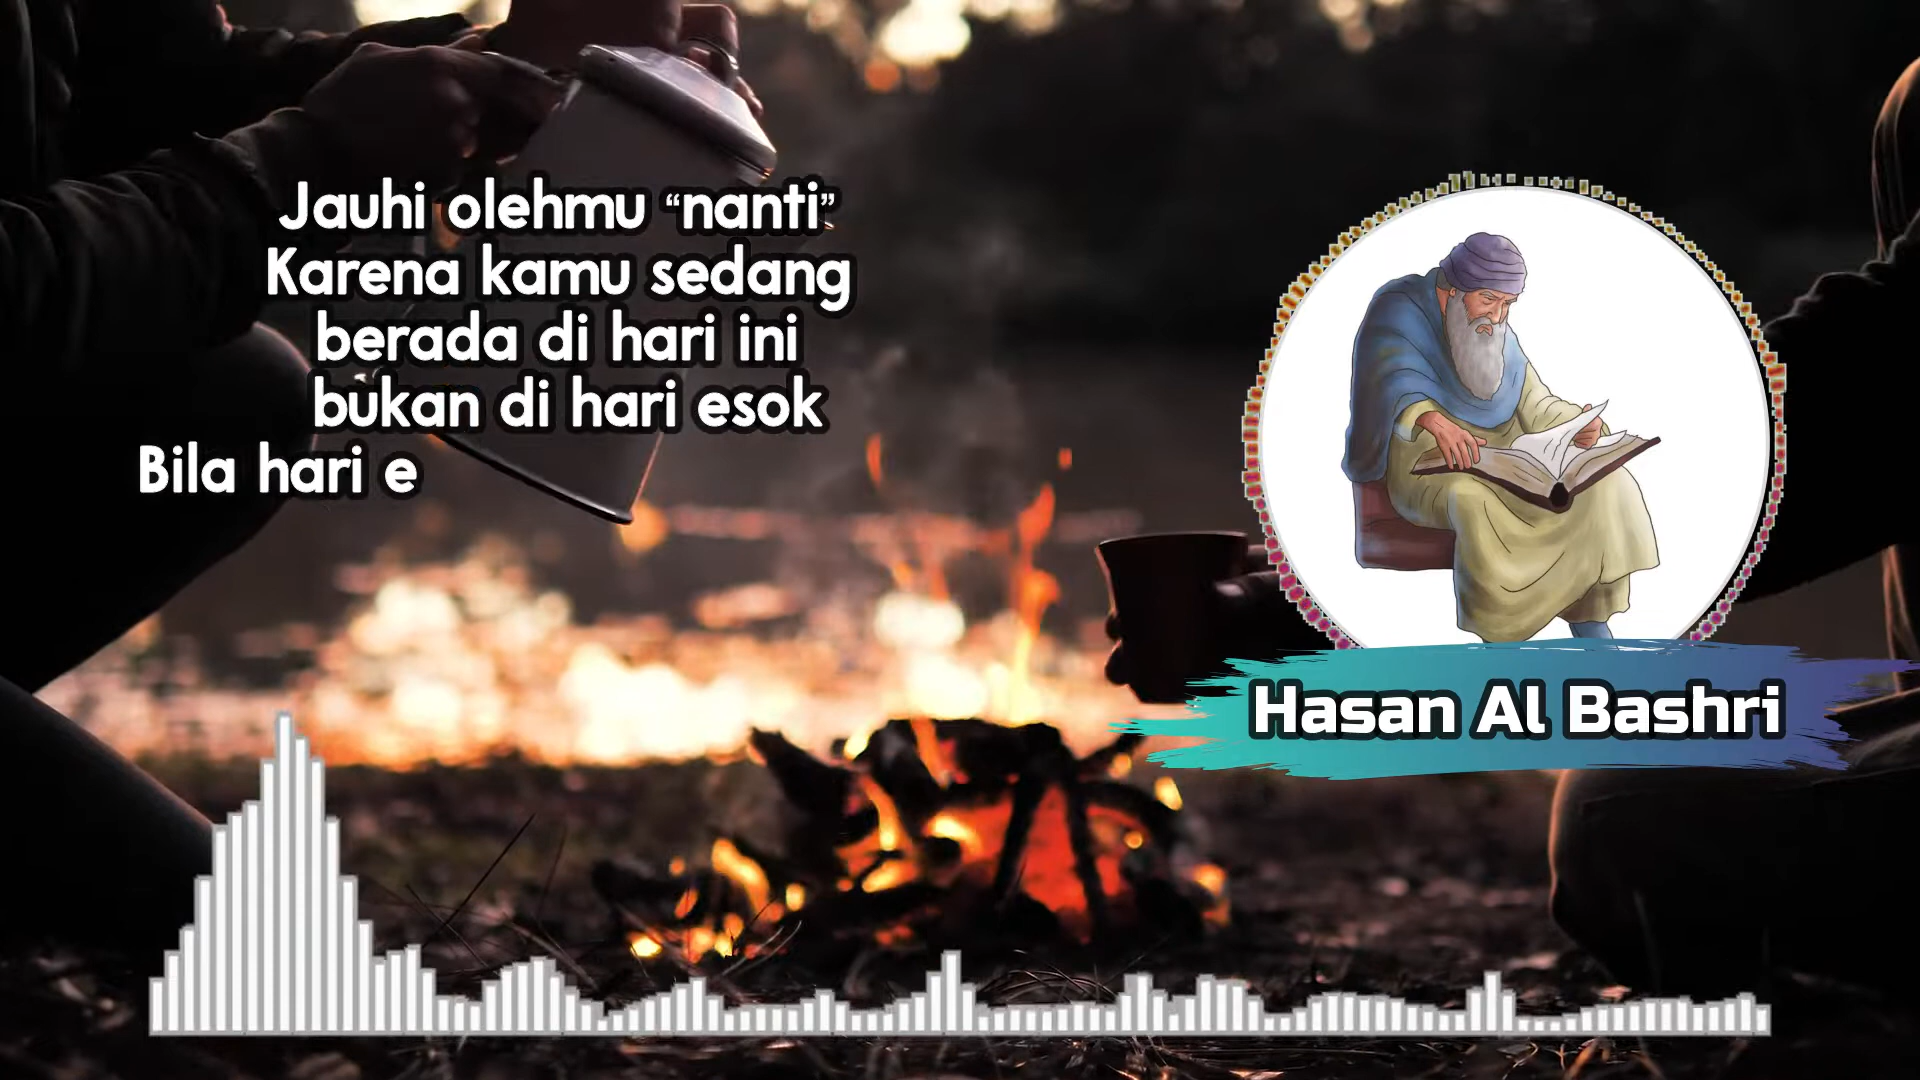 Jauhi olehmu “nanti”
Karena kamu sedang
berada di hari ini
bukan di hari esok
Bila hari e
Hasan Al Bashri